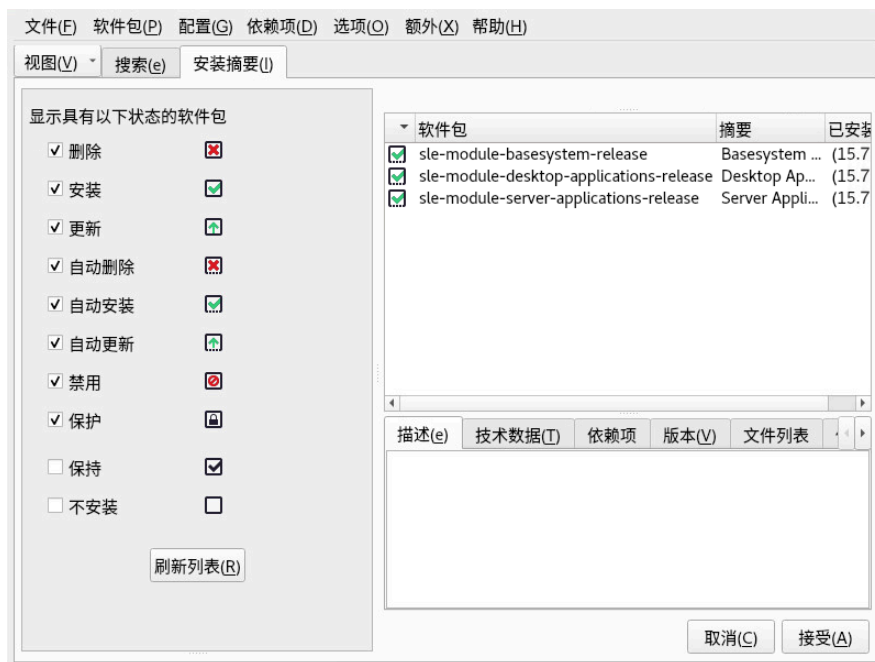 文件(F) 软件包(P) 配置(G) 依赖项(D) 选项(O) 额外(X) 帮助(H)
视图(V) 搜索(e) 安装摘要(I)
显示具有以下状态的软件包
删除
安装
更新
自动删除
自动安装
自动更新
禁用
保护
保持
不安装
刷新列表(R)
软件包 摘要 已安装
sle-module-basesystem-release Basesystem ... (15.7
sle-module-desktop-applications-release Desktop Ap... (15.7
sle-module-server-applications-release Server Appli... (15.7
描述(e) 技术数据(T) 依赖项 版本(V) 文件列表
取消(C) 接受(A)